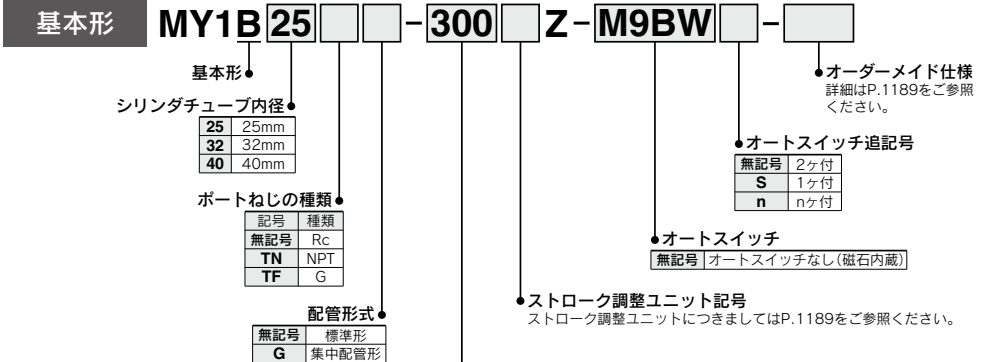 基本形 MY1B 25 - 300 Z - M9BW -
基本形
シリンダチューブ内径
25 25mm
32 32mm
40 40mm
ポートねじの種類
記号 種類
無記号 Rc
TN NPT
TF G
配管形式
無記号 標準形
G 集中配管形
オーダーメイド仕様
詳細はP.1189をご参照
ください。
オートスイッチ追記号
無記号 2ヶ付
S 1ヶ付
n nヶ付
オートスイッチ
無記号 オートスイッチなし(磁石内蔵)
ストローク調整ユニット記号
ストローク調整ユニットにつきましてはP.1189をご参照ください。